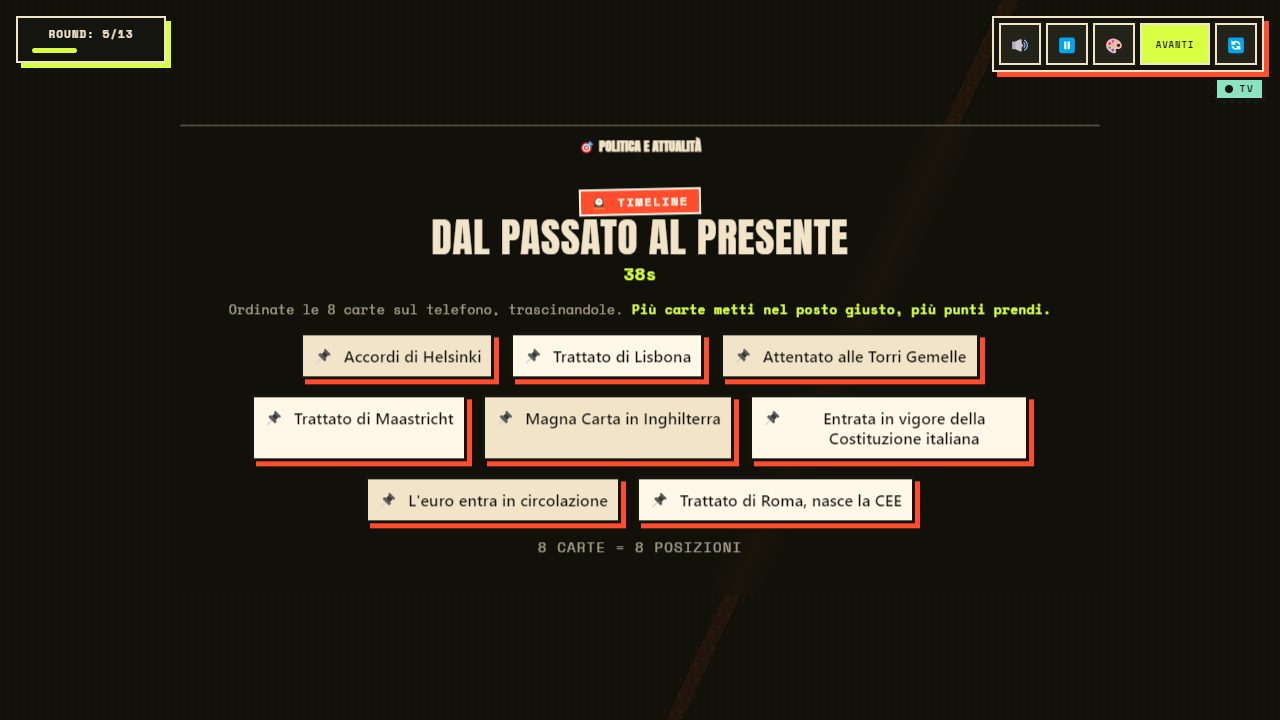 ROUND: 5/13
AVANTI
TV
POLITICA E ATTUALITÀ
TIMELINE
DAL PASSATO AL PRESENTE
38s
Ordinate le 8 carte sul telefono, trascinandole. Più carte metti nel posto giusto, più punti prendi.
Accordi di Helsinki
Trattato di Lisbona
Attentato alle Torri Gemelle
Trattato di Maastricht
Magna Carta in Inghilterra
Entrata in vigore della
Costituzione italiana
L'euro entra in circolazione
Trattato di Roma, nasce la CEE
8 CARTE = 8 POSIZIONI